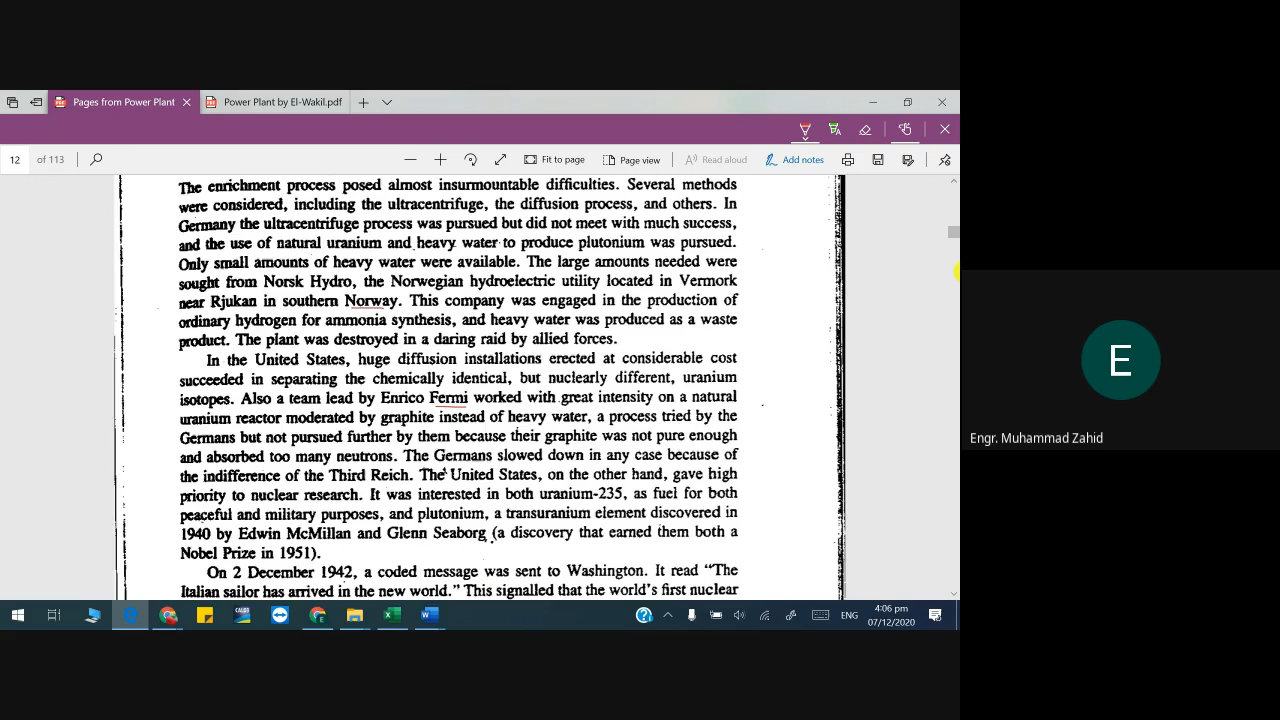 Pages from Power Plant
Power Plant by El-Wakil.pdf
12 of 113
Fit to page
Page view
Read aloud
Add notes
The enrichment process posed almost insurmountable difficulties. Several methods
were considered, including the ultracentrifuge, the diffusion process, and others. In
Germany the ultracentrifuge process was pursued but did not meet with much success,
and the use of natural uranium and heavy water to produce plutonium was pursued.
Only small amounts of heavy water were available. The large amounts needed were
sought from Norsk Hydro, the Norwegian hydroelectric utility located in Vermork
near Rjukan in southern Norway. This company was engaged in the production of
ordinary hydrogen for ammonia synthesis, and heavy water was produced as a waste
product. The plant was destroyed in a daring raid by allied forces.
In the United States, huge diffusion installations erected at considerable cost
succeeded in separating the chemically identical, but nuclearly different, uranium
isotopes. Also a team lead by Enrico Fermi worked with great intensity on a natural
uranium reactor moderated by graphite instead of heavy water, a process tried by the
Germans but not pursued further by them because their graphite was not pure enough
and absorbed too many neutrons. The Germans slowed down in any case because of
the indifference of the Third Reich. The United States, on the other hand, gave high
priority to nuclear research. It was interested in both uranium-235, as fuel for both
peaceful and military purposes, and plutonium, a transuranium element discovered in
1940 by Edwin McMillan and Glenn Seaborg (a discovery that earned them both a
Nobel Prize in 1951).
On 2 December 1942, a coded message was sent to Washington. It read “The
Italian sailor has arrived in the new world.” This signalled that the world's first nuclear
E
Engr. Muhammad Zahid
ENG
4:06 pm
07/12/2020